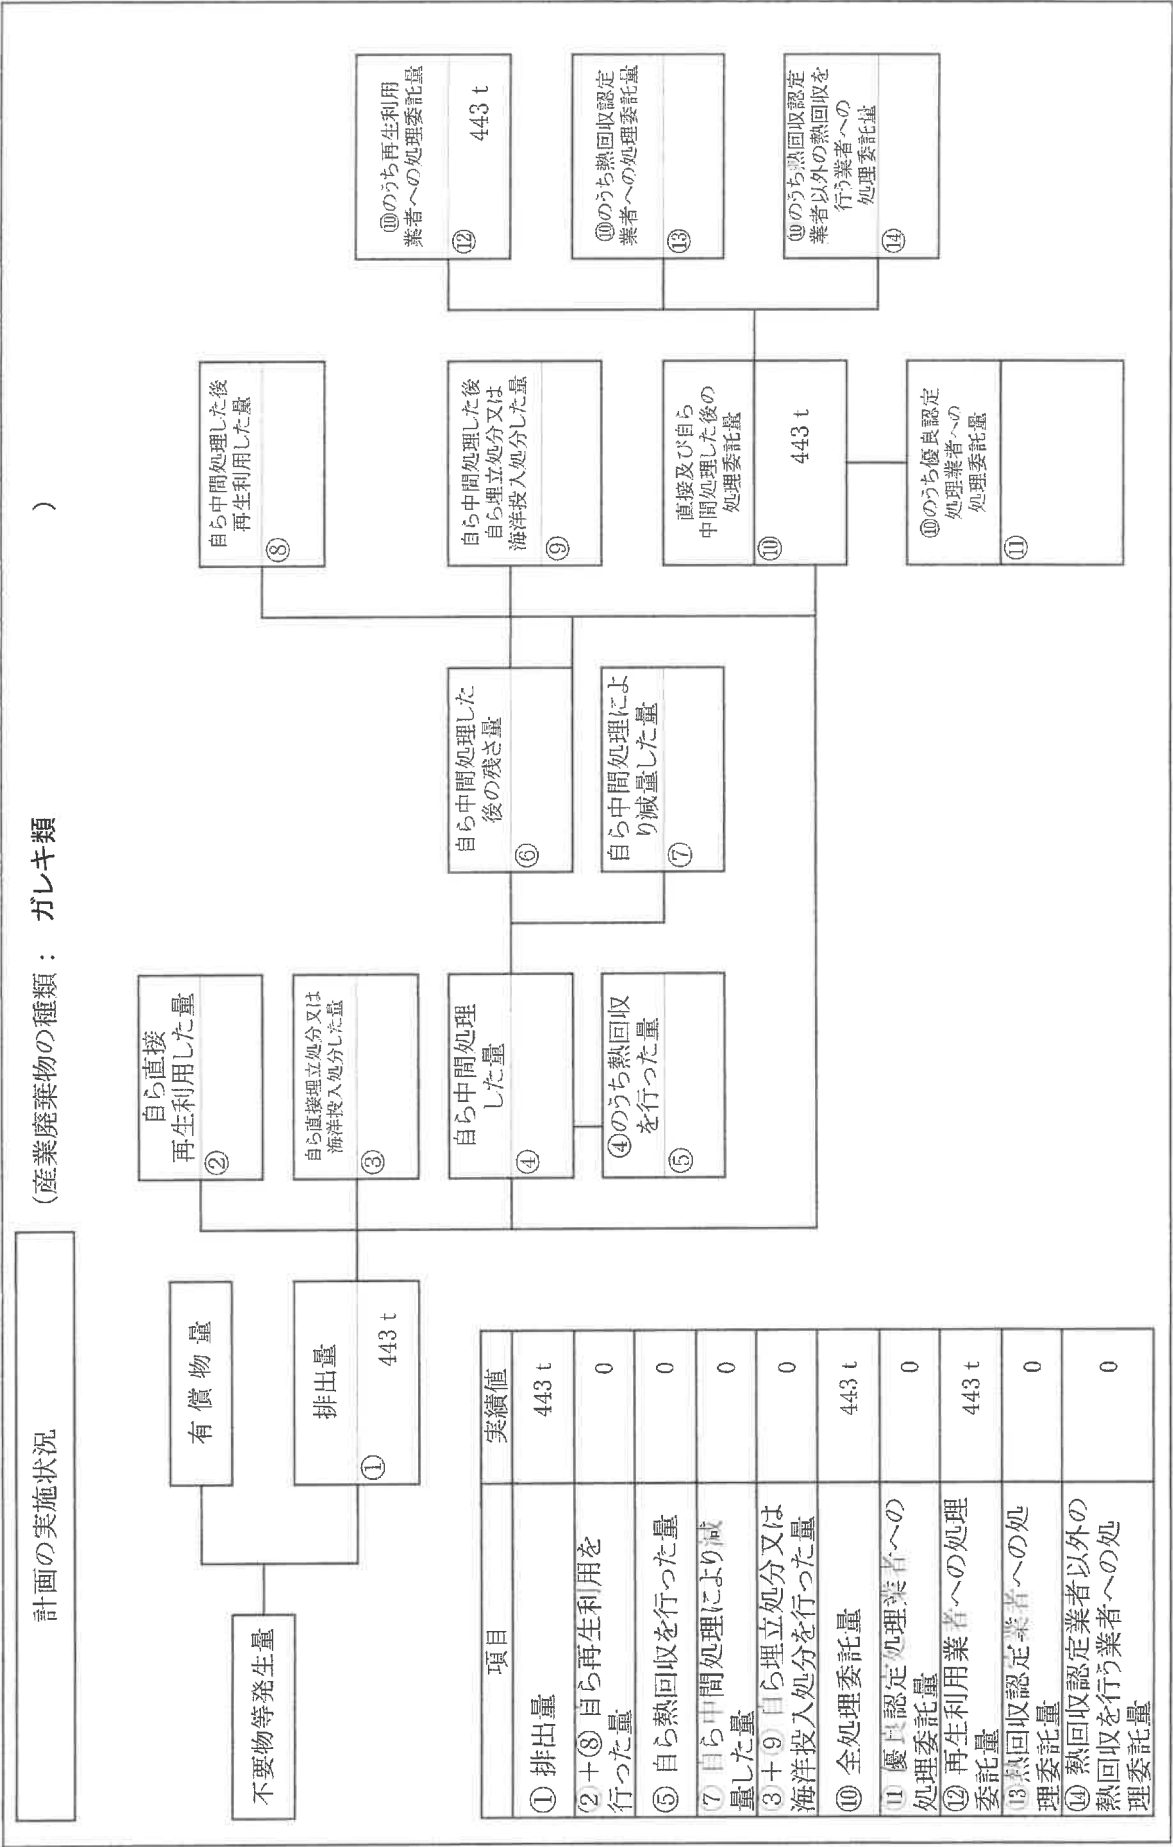 計画の実施状況
（産業廃棄物の種類： ガレキ類 ）
不要物等発生量
有償物量
排出量
①
443 t
自ら直接
再生利用した量
②
自ら直接埋立処分又は
海洋投入処分した量
③
自ら中間処理
した量
④
④のうち熱回収
を行った量
⑤
自ら中間処理した
後の残さ量
⑥
自ら中間処理によ
り減量した量
⑦
自ら中間処理した後
再生利用した量
⑧
自ら中間処理した後
自ら埋立処分又は
海洋投入処分した量
⑨
直接及び自ら
中間処理した後の
処理委託量
⑩
443 t
⑩のうち優良認定
処理業者への
処理委託量
⑪
⑩のうち再生利用
業者への処理委託量
⑫
443 t
⑩のうち熱回収認定
業者への処理委託量
⑬
⑩のうち熱回収認定
業者以外の熱回収を
行う業者への
処理委託量
⑭
項目 実績値
①排出量 443 t
②＋⑧自ら再生利用を
行った量 0
⑤自ら熱回収を行った量 0
⑦自ら中間処理により減
量した量 0
③＋⑨自ら埋立処分又は
海洋投入処分を行った量 0
⑩全処理委託量 443 t
⑪優良認定処理業者への
処理委託量 0
⑫再生利用業者への処理
委託量 443 t
⑬熱回収認定業者への処
理委託量 0
⑭熱回収認定業者以外の
熱回収を行う業者への処
理委託量 0